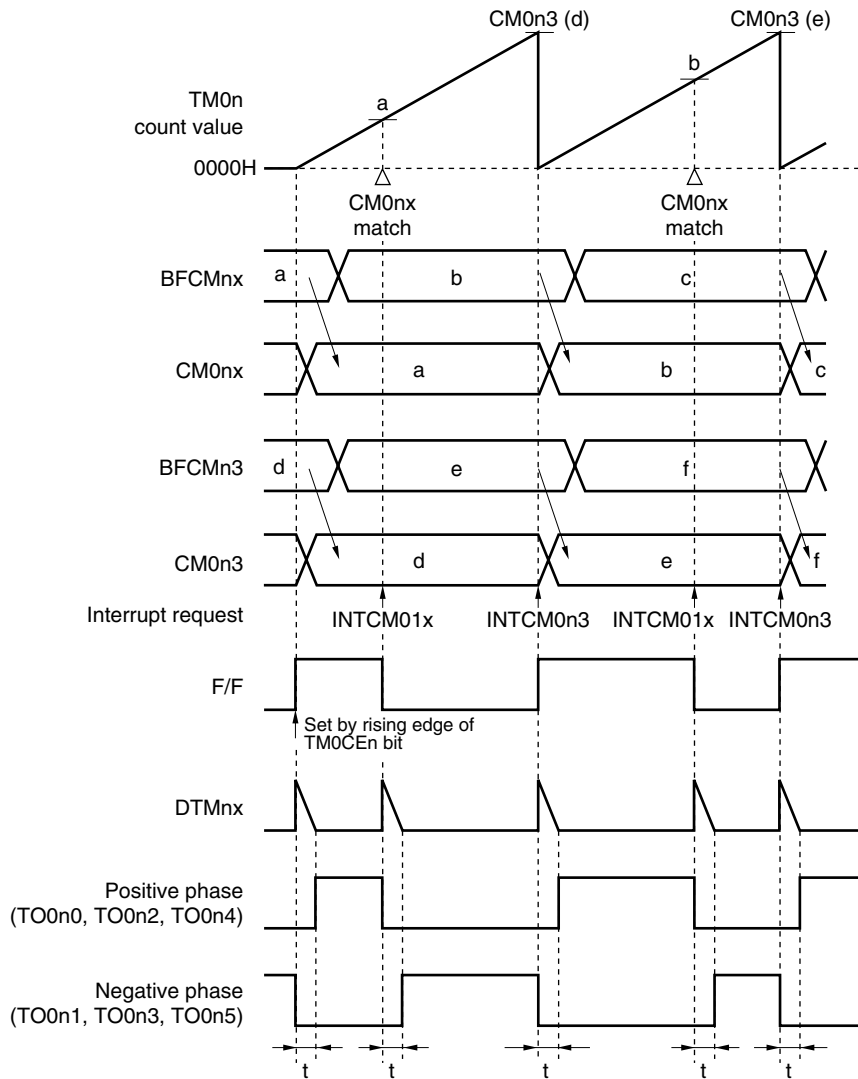 CM0n3 (d)
CM0n3 (e)
a
b
TM0n
count value
0000H
CM0nx
match
CM0nx
match
BFCMnx
a
b
c
CM0nx
a
b
c
BFCMn3
d
e
f
CM0n3
d
e
f
Interrupt request
INTCM01x
INTCM0n3
INTCM01x
INTCM0n3
F/F
Set by rising edge of
TM0CEn bit
DTMnx
Positive phase
(TO0n0, TO0n2, TO0n4)
Negative phase
(TO0n1, TO0n3, TO0n5)
t
t
t
t
t